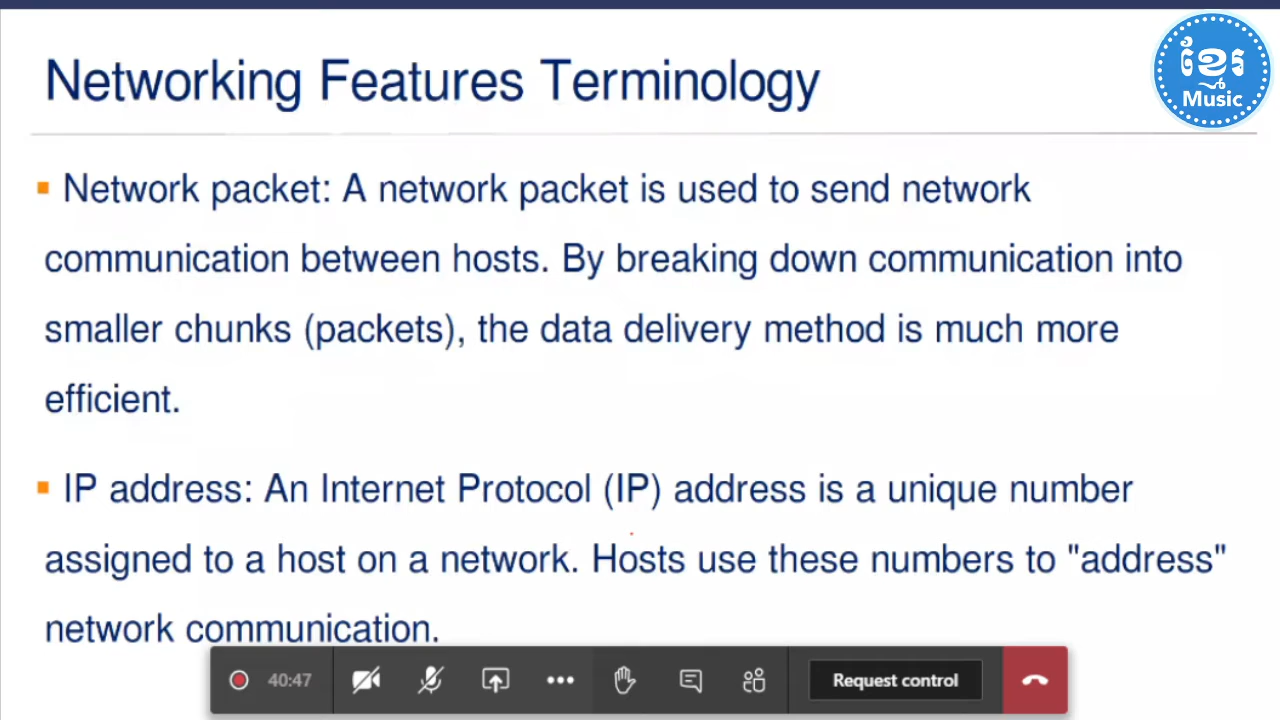 Networking Features Terminology
ខ្មែរ
Music
Network packet: A network packet is used to send network
communication between hosts. By breaking down communication into
smaller chunks (packets), the data delivery method is much more
efficient.
IP address: An Internet Protocol (IP) address is a unique number
assigned to a host on a network. Hosts use these numbers to "address"
network communication.
40:47
Request control